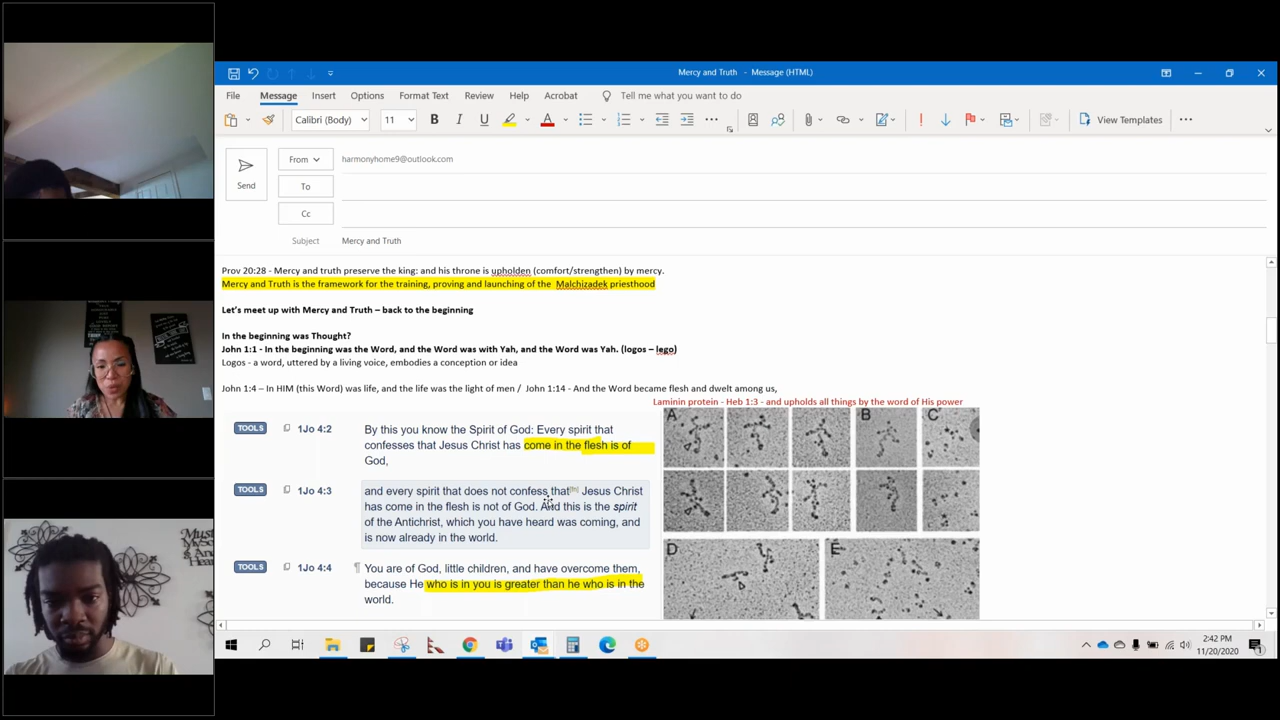 Mercy and Truth - Message (HTML)
File Message Insert Options Format Text Review Help Acrobat Tell me what you want to do
Calibri (Body) 11 B I U A View Templates
From harmonyhome9@outlook.com
Send
To
Cc
Subject Mercy and Truth
Prov 20:28 - Mercy and truth preserve the king: and his throne is upholden (comfort/strengthen) by mercy.
Mercy and Truth is the framework for the training, proving and launching of the Malchizadek priesthood
Let's meet up with Mercy and Truth – back to the beginning
In the beginning was Thought?
John 1:1 - In the beginning was the Word, and the Word was with Yah, and the Word was Yah. (logos – lego)
Logos - a word, uttered by a living voice, embodies a conception or idea
John 1:4 – In HIM (this Word) was life, and the life was the light of men / John 1:14 - And the Word became flesh and dwelt among us,
Laminin protein - Heb 1:3 - and upholds all things by the word of His power
TOOLS 1Jo 4:2 By this you know the Spirit of God: Every spirit that
confesses that Jesus Christ has come in the flesh is of
God,
TOOLS 1Jo 4:3 and every spirit that does not confess that Jesus Christ
has come in the flesh is not of God. And this is the spirit
of the Antichrist, which you have heard was coming, and
is now already in the world.
TOOLS 1Jo 4:4 ¶ You are of God, little children, and have overcome them,
because He who is in you is greater than he who is in the
world.
A B C
D E
2:42 PM
11/20/2020